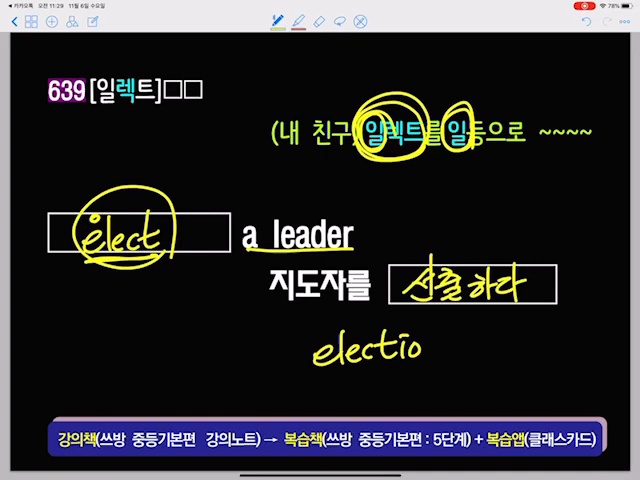 카카오톡 오전 11:29 11월 6일 수요일 78%
639 [일렉트]□□
(내 친구) 일렉트를 일등으로 ~~~~
elect a leader
지도자를 선출하다
electio
강의책(쓰방 중등기본편 강의노트) → 복습책(쓰방 중등기본편 : 5단계) + 복습앱(클래스카드)